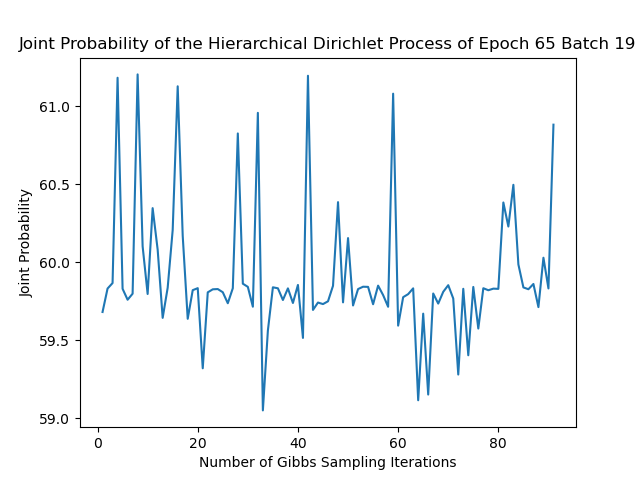 Joint Probability of the Hierarchical Dirichlet Process of Epoch 65 Batch 19
61.0
60.5
60.0
59.5
59.0
Joint Probability
0 20 40 60 80
Number of Gibbs Sampling Iterations